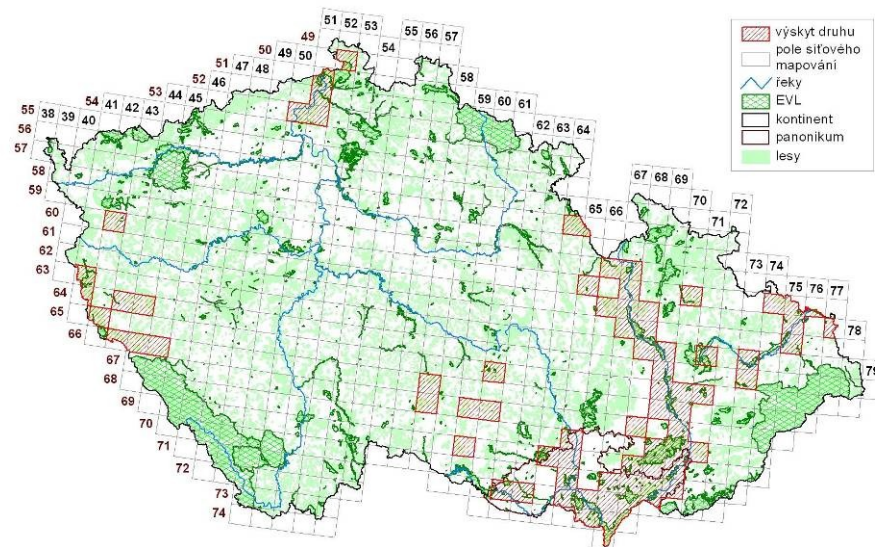 51 52 53
49
54
55 56 57
50
49 50
51
47 48
58
52
46
59 60 61
53
44 45
54
41 42 43
62 63 64
55
38 39 40
56
57
58
59
67 68 69
65 66
70
71
72
60
61
62
63
73 74
75 76 77
64
65
78
66
79
67
68
69
70
71
72
73
74
výskyt druhu
pole síťového
mapování
řeky
EVL
kontinent
panonikum
lesy